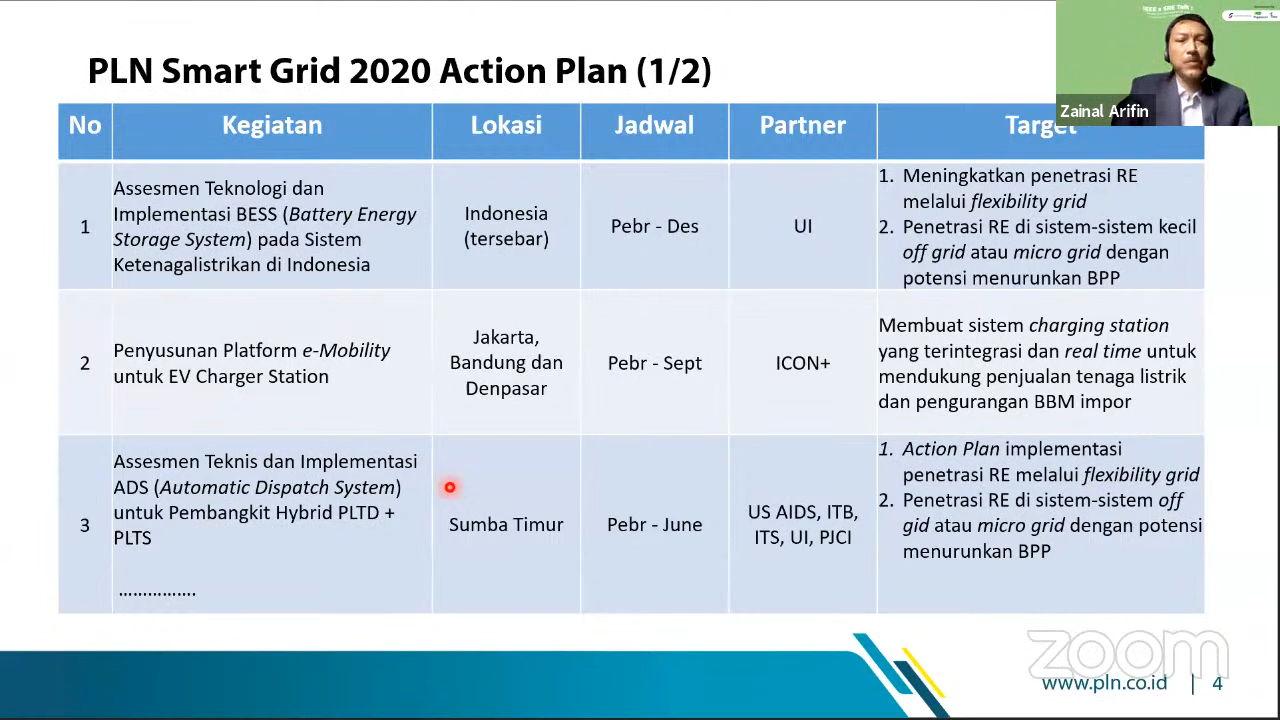 PLN Smart Grid 2020 Action Plan (1/2)
Zainal Arifin
No
Kegiatan
Lokasi
Jadwal
Partner
Target
1
Assesmen Teknologi dan
Implementasi BESS (Battery Energy
Storage System) pada Sistem
Ketenagalistrikan di Indonesia
Indonesia
(tersebar)
Pebr - Des
UI
1. Meningkatkan penetrasi RE
melalui flexibility grid
2. Penetrasi RE di sistem-sistem kecil
off grid atau micro grid dengan
potensi menurunkan BPP
2
Penyusunan Platform e-Mobility
untuk EV Charger Station
Jakarta,
Bandung dan
Denpasar
Pebr - Sept
ICON+
Membuat sistem charging station
yang terintegrasi dan real time untuk
mendukung penjualan tenaga listrik
dan pengurangan BBM impor
3
Assesmen Teknis dan Implementasi
ADS (Automatic Dispatch System)
untuk Pembangkit Hybrid PLTD +
PLTS
................
Sumba Timur
Pebr - June
US AIDS, ITB,
ITS, UI, PJCI
1. Action Plan implementasi
penetrasi RE melalui flexibility grid
2. Penetrasi RE di sistem-sistem off
gid atau micro grid dengan potensi
menurunkan BPP
zoom
www.pln.co.id | 4